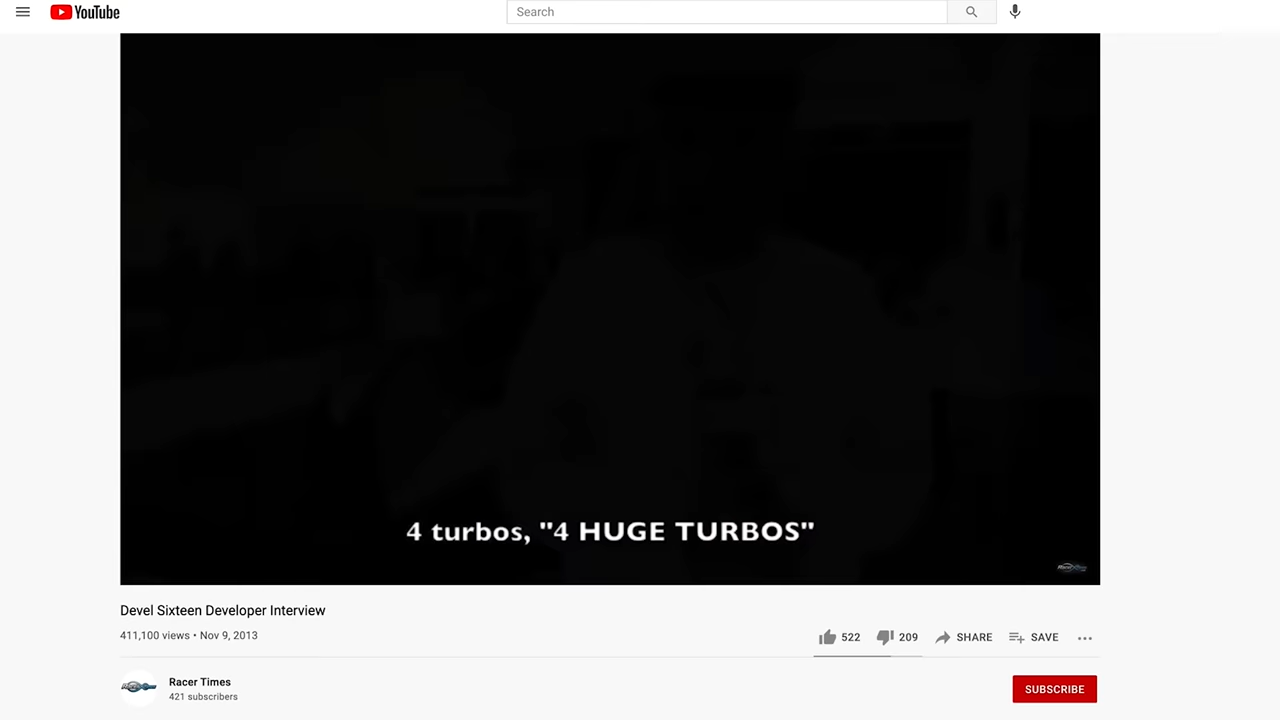 YouTube
Search
4 turbos, "4 HUGE TURBOS"
Devel Sixteen Developer Interview
411,100 views • Nov 9, 2013
522 209 SHARE SAVE
Racer Times
421 subscribers
SUBSCRIBE